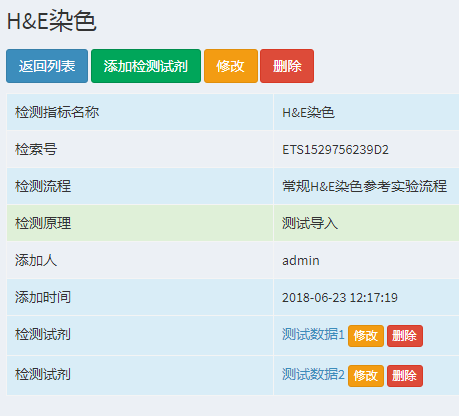 H&E染色
返回列表 添加检测试剂 修改 删除
检测指标名称 H&E染色
检索号 ETS1529756239D2
检测流程 常规H&E染色参考实验流程
检测原理 测试导入
添加人 admin
添加时间 2018-06-23 12:17:19
检测试剂 测试数据1 修改 删除
检测试剂 测试数据2 修改 删除